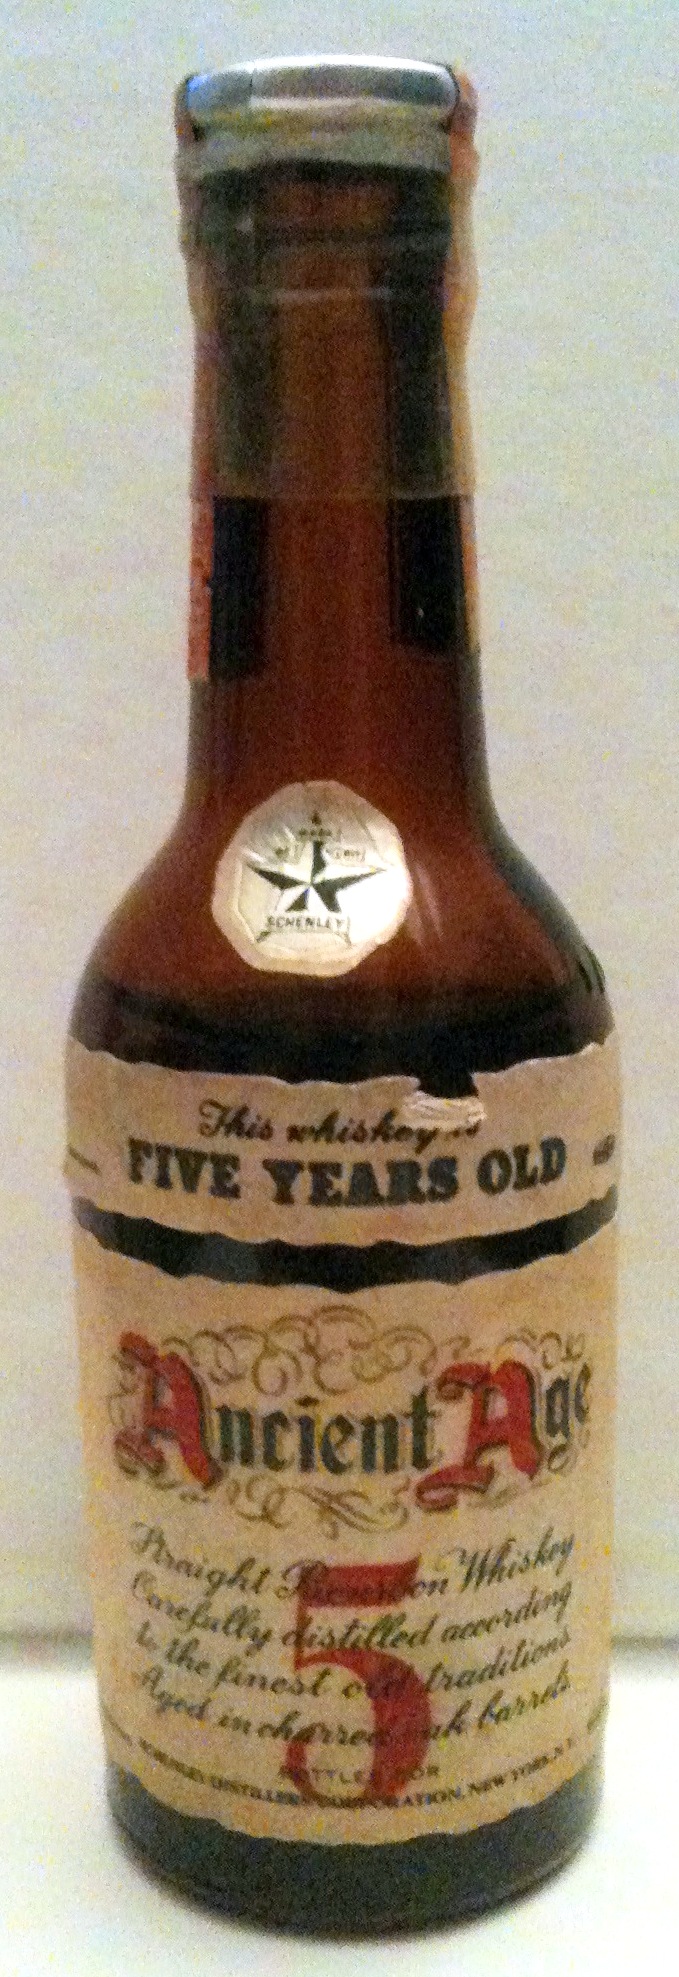 SCHENLEY
This whiskey is
FIVE YEARS OLD
Ancient Age
5
Straight Bourbon Whiskey
Carefully distilled according
to the finest old traditions
Aged in charred oak barrels
BOTTLED FOR
SCHENLEY DISTILLERS CORPORATION, NEW YORK, N.Y.